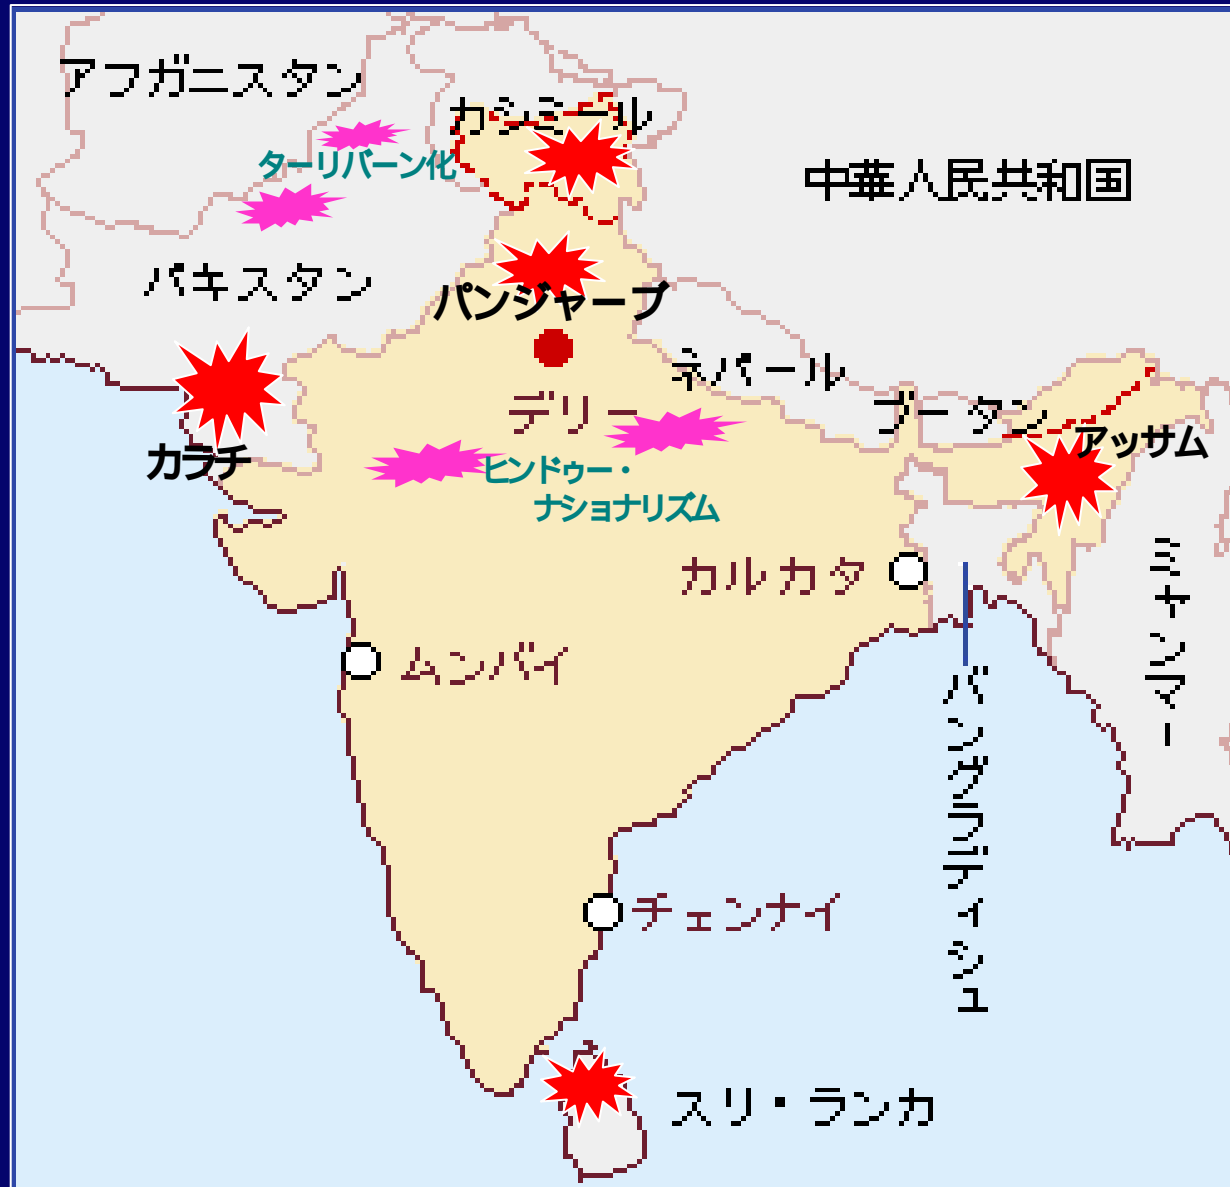 アフガニスタン
カシミール
ターリバーン化
中華人民共和国
パキスタン
パンジャーブ
ネパール
デリー
ブータン
アッサム
カラチ
ヒンドゥー・
ナショナリズム
カルカタ
ミャンマー
ムンバイ
バングラディシュ
チェンナイ
スリ・ランカ